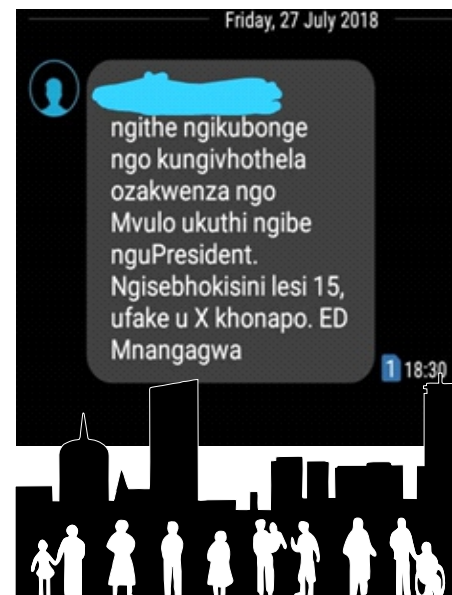 Friday, 27 July 2018
ngithe ngikubonge
ngo kungivhothela
ozakwenza ngo
Mvulo ukuthi ngibe
nguPresident.
Ngisebhokisini lesi 15,
ufake u X khonapo. ED
Mnangagwa
1 18:30